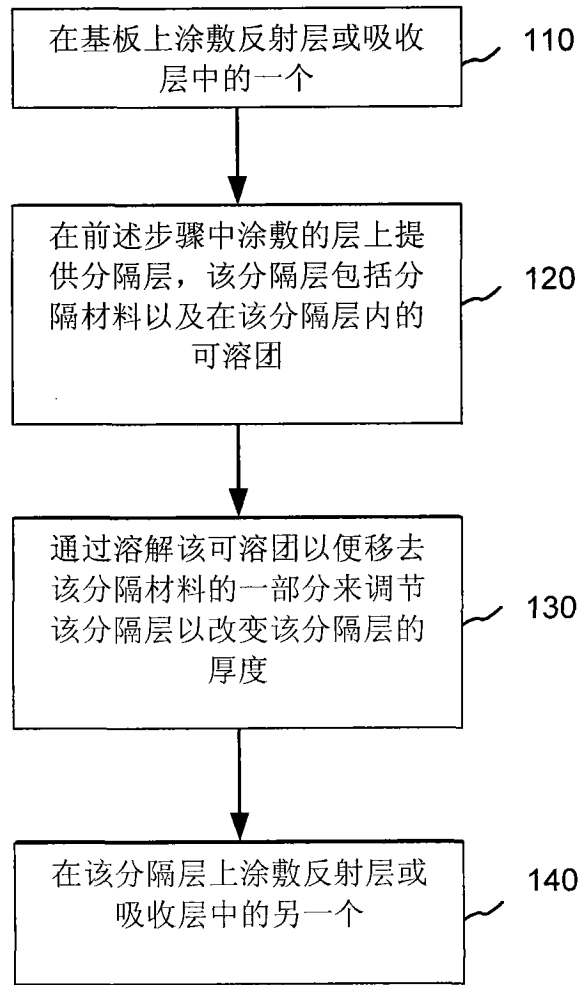 在基板上涂敷反射层或吸收
层中的一个
110
在前述步骤中涂敷的层上提
供分隔层，该分隔层包括分
隔材料以及在该分隔层内的
可溶团
120
通过溶解该可溶团以便移去
该分隔材料的一部分来调节
该分隔层以改变该分隔层的
厚度
130
在该分隔层上涂敷反射层或
吸收层中的另一个
140